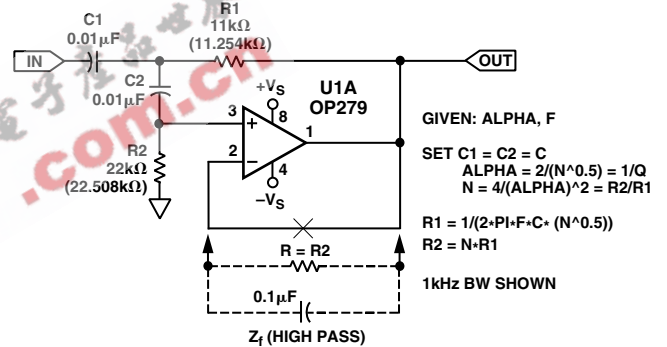 C1
0.01µF
R1
11kΩ
(11.254kΩ)
IN
OUT
C2
0.01µF
+VS
U1A
OP279
3
8
1
2
4
−VS
R2
22kΩ
(22.508kΩ)
R = R2
0.1µF
Zf (HIGH PASS)
GIVEN: ALPHA, F
SET C1 = C2 = C
ALPHA = 2/(N^0.5) = 1/Q
N = 4/(ALPHA)^2 = R2/R1
R1 = 1/(2*PI*F*C* (N^0.5))
R2 = N*R1
1kHz BW SHOWN
.com.cn